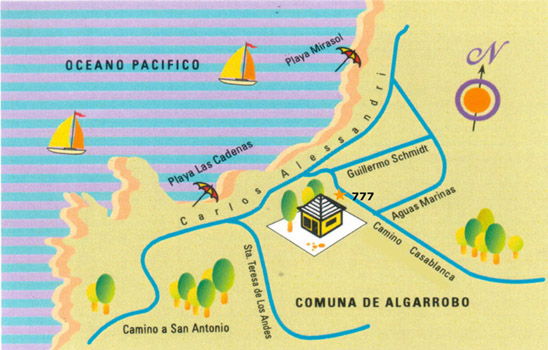 OCEANO PACIFICO
Playa Mirasol
N
Playa Las Cadenas
Carlos Alessandri
Guillermo Schmidt
777
Aguas Marinas
Camino Casablanca
Sta. Teresa de Los Andes
COMUNA DE ALGARROBO
Camino a San Antonio